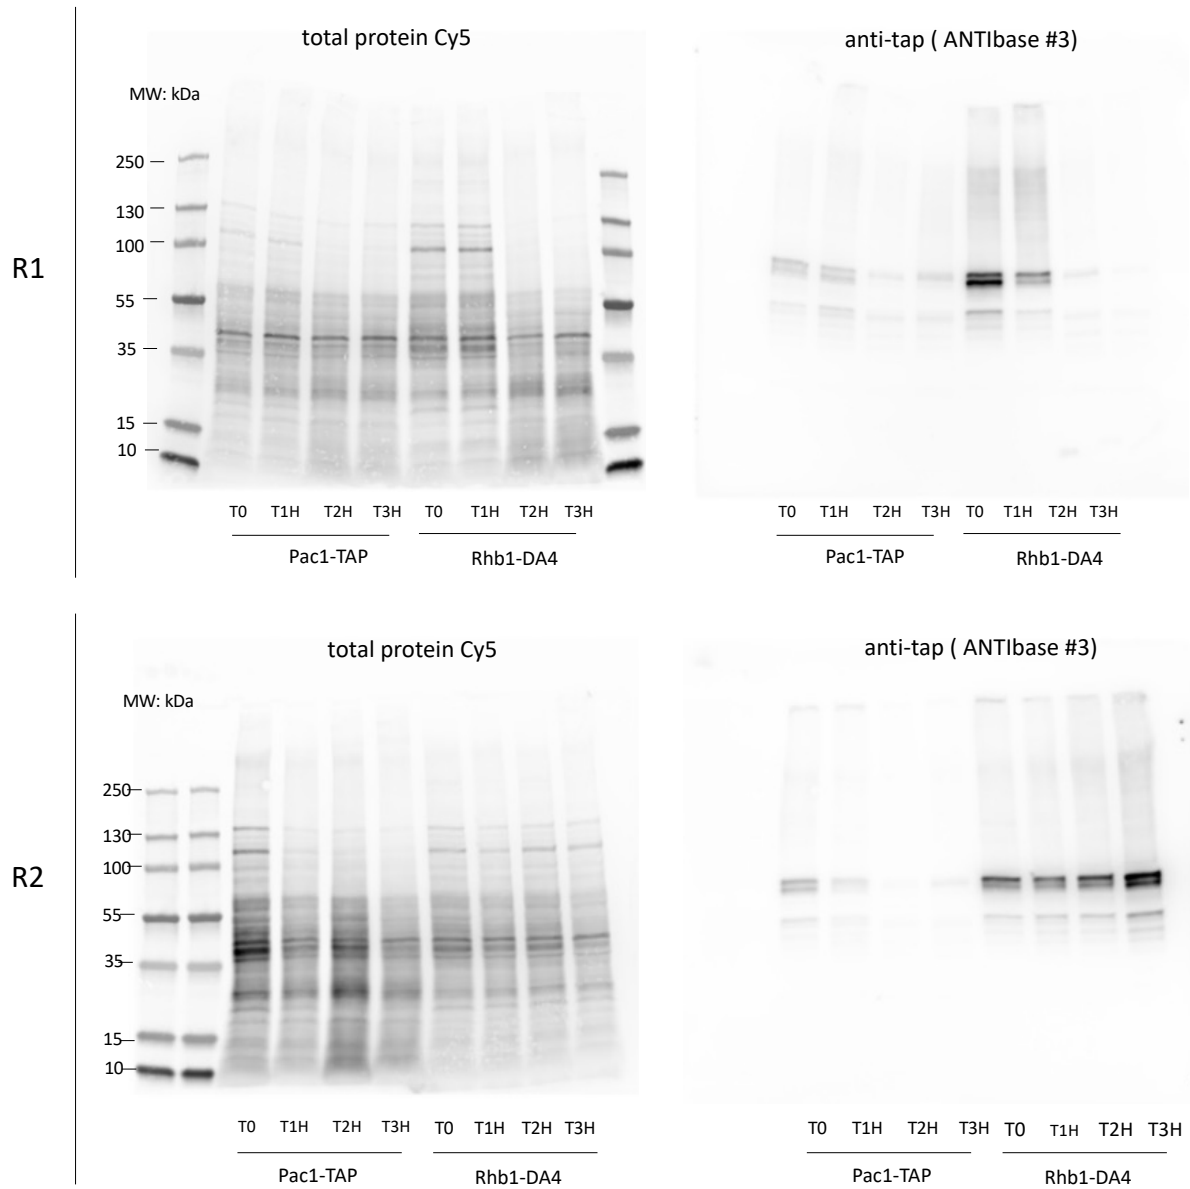 total protein Cy5
anti-tap ( ANTIbase #3)
MW: kDa
250
130
100
55
35
15
10
R1
T0 T1H T2H T3H T0 T1H T2H T3H
Pac1-TAP Rhb1-DA4
T0 T1H T2H T3H T0 T1H T2H T3H
Pac1-TAP Rhb1-DA4
total protein Cy5
anti-tap ( ANTIbase #3)
MW: kDa
250
130
100
55
35
15
10
R2
T0 T1H T2H T3H T0 T1H T2H T3H
Pac1-TAP Rhb1-DA4
T0 T1H T2H T3H T0 T1H T2H T3H
Pac1-TAP Rhb1-DA4